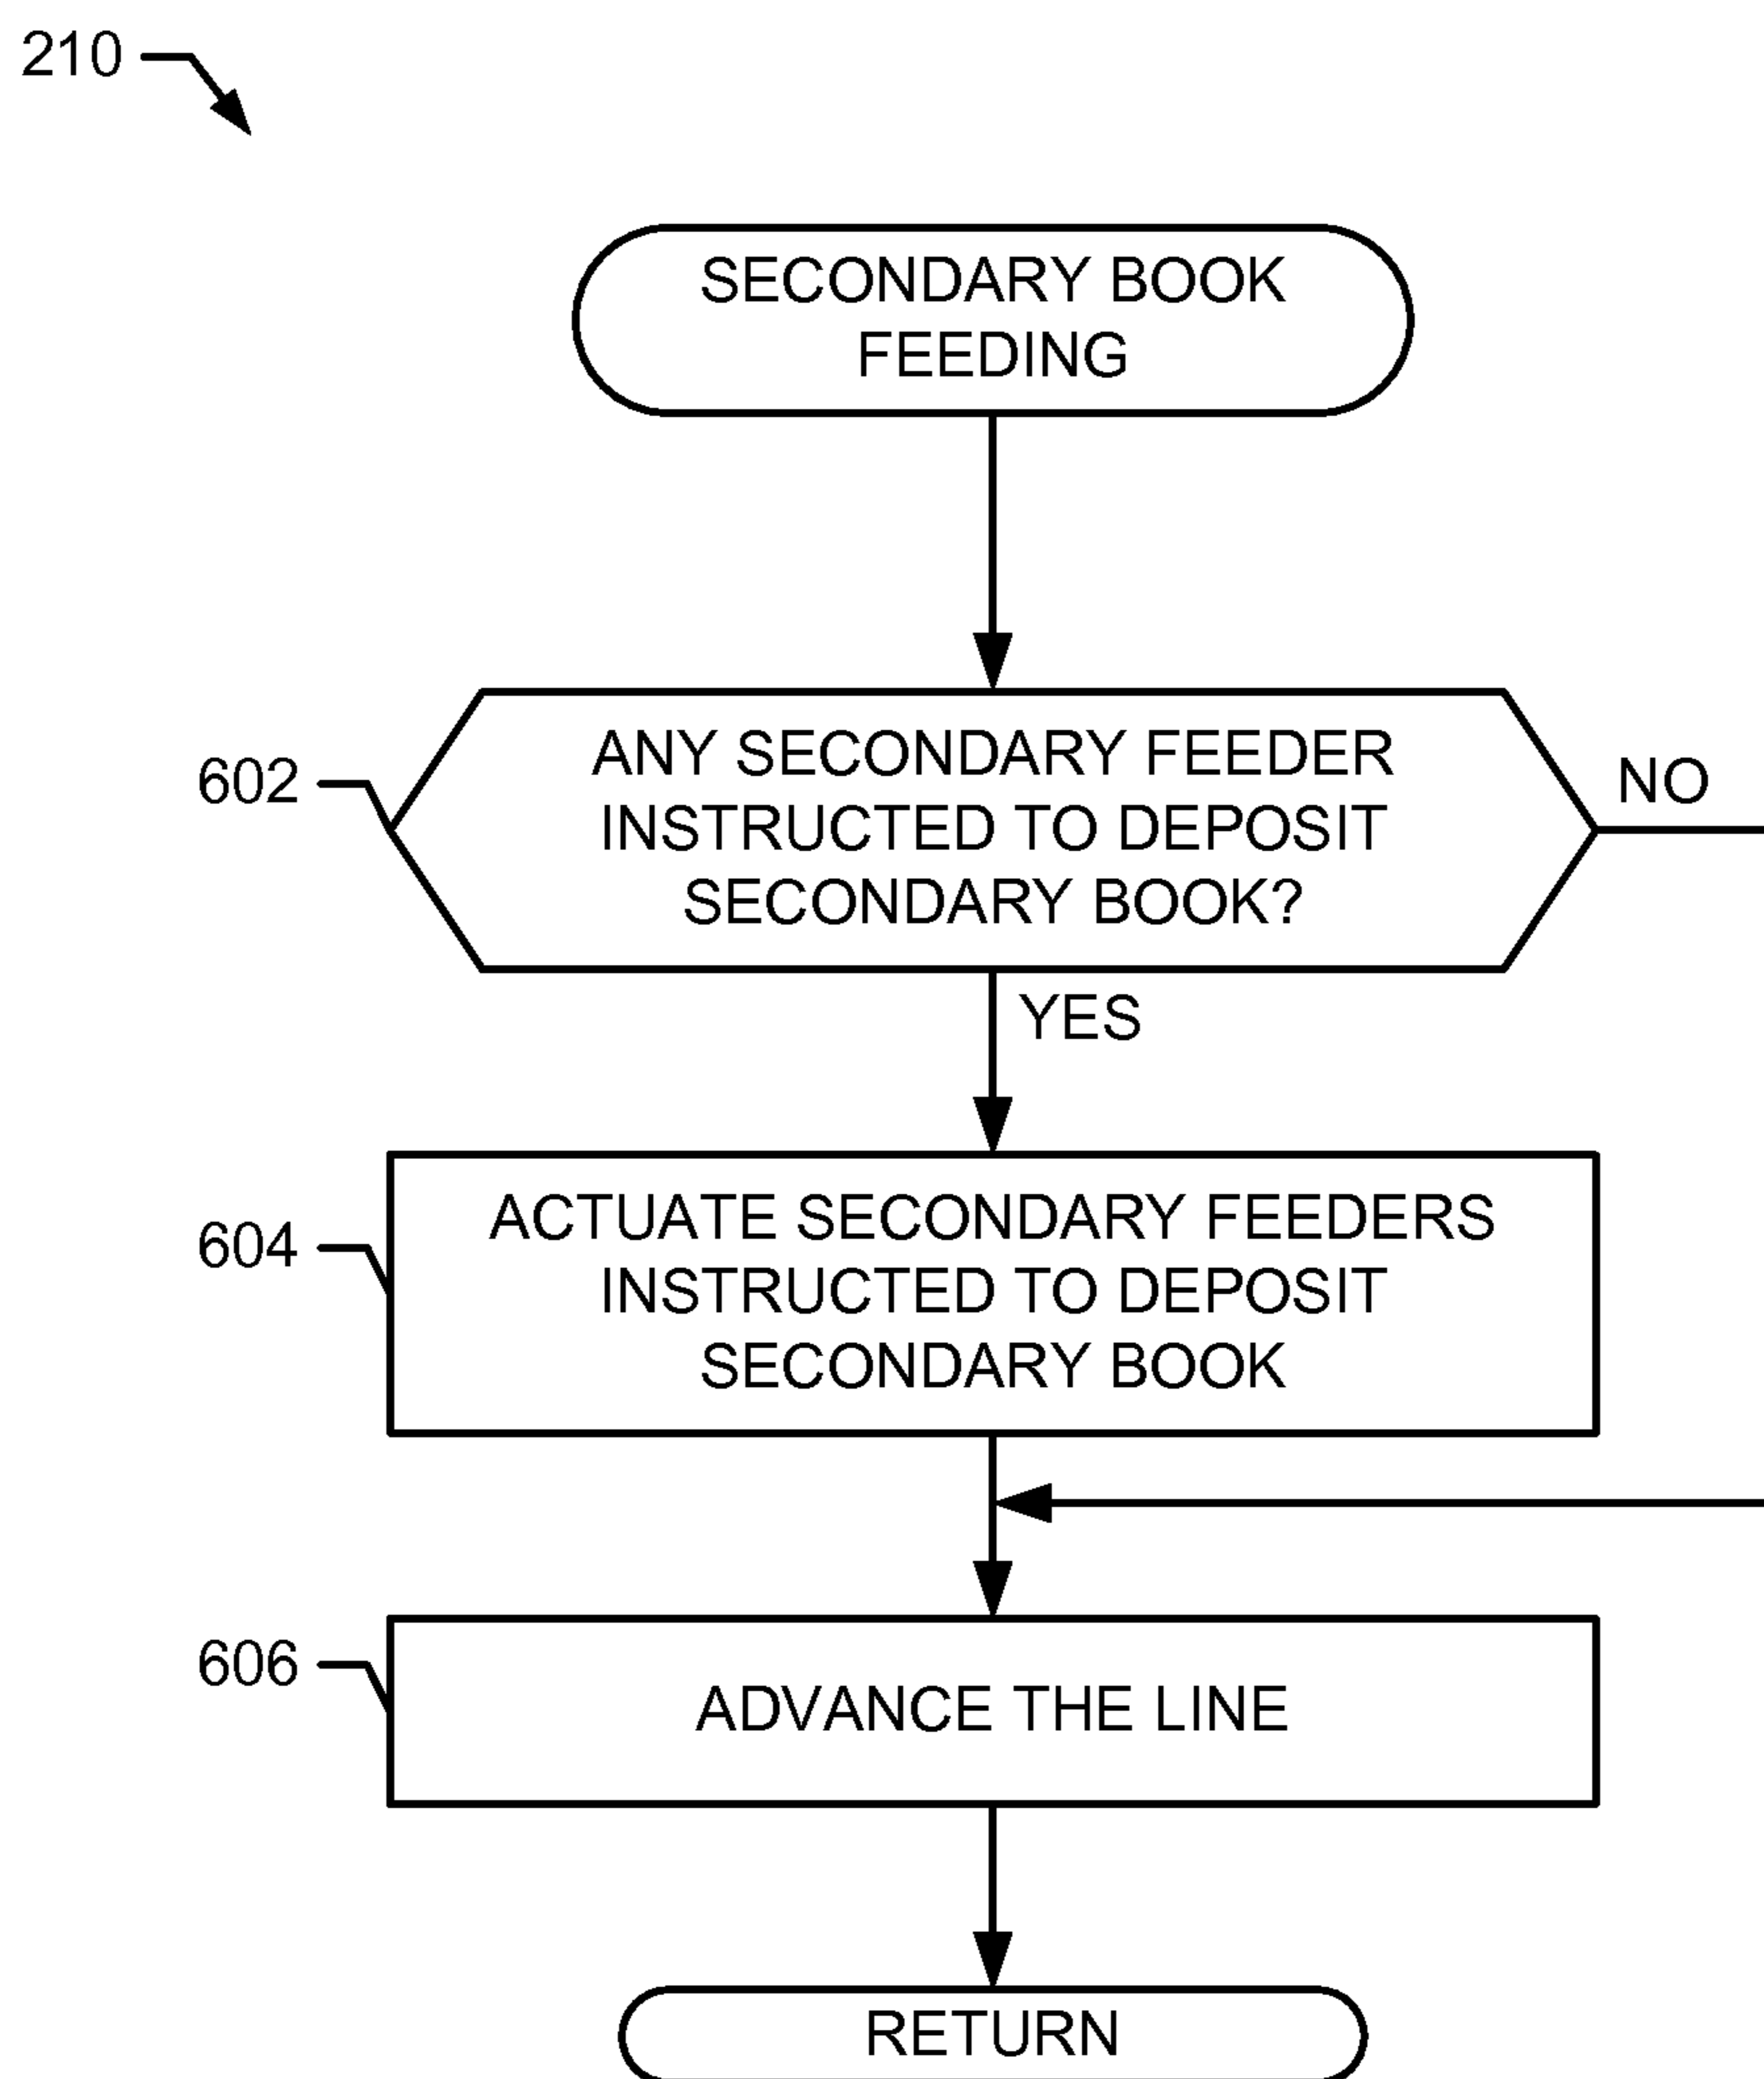 210
SECONDARY BOOK
FEEDING
602
ANY SECONDARY FEEDER
INSTRUCTED TO DEPOSIT
SECONDARY BOOK?
NO
YES
604
ACTUATE SECONDARY FEEDERS
INSTRUCTED TO DEPOSIT
SECONDARY BOOK
606
ADVANCE THE LINE
RETURN